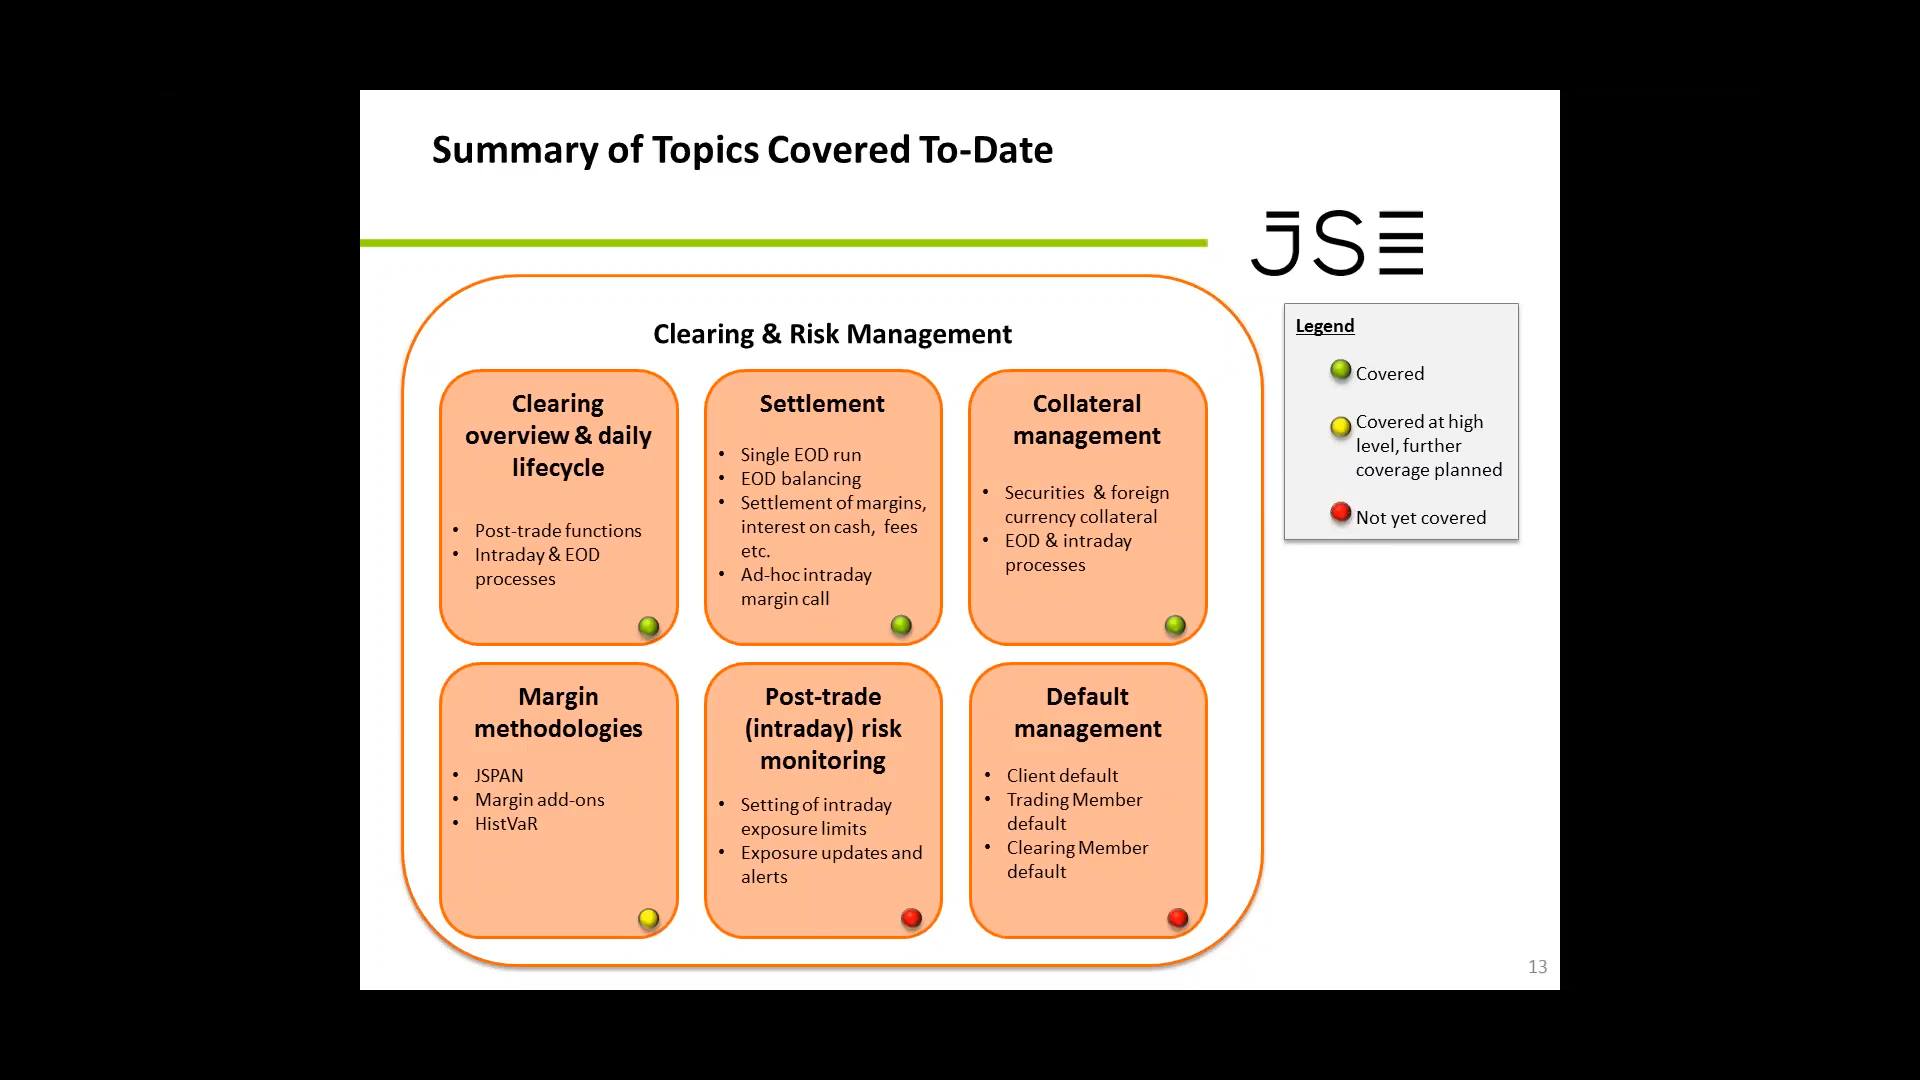 Summary of Topics Covered To-Date
JSE
Legend
Covered
Covered at high
level, further
coverage planned
Not yet covered
Clearing & Risk Management
Clearing
overview & daily
lifecycle
• Post-trade functions
• Intraday & EOD
processes
Settlement
• Single EOD run
• EOD balancing
• Settlement of margins,
interest on cash, fees
etc.
• Ad-hoc intraday
margin call
Collateral
management
• Securities & foreign
currency collateral
• EOD & intraday
processes
Margin
methodologies
• JSPAN
• Margin add-ons
• HistVaR
Post-trade
(intraday) risk
monitoring
• Setting of intraday
exposure limits
• Exposure updates and
alerts
Default
management
• Client default
• Trading Member
default
• Clearing Member
default
13